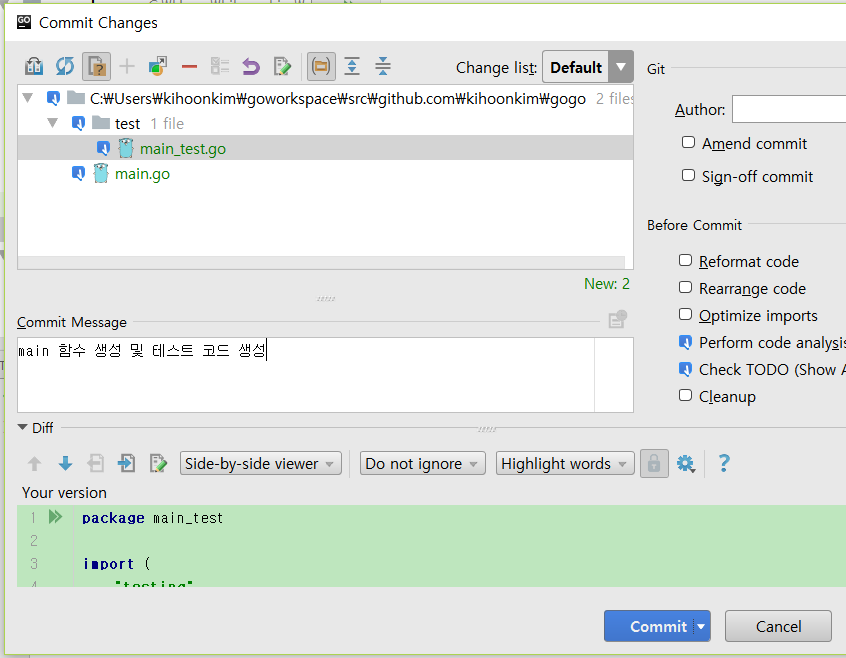 GO Commit Changes
Change list: Default
Git
C:₩Users₩kihoonkim₩goworkspace₩src₩github.com₩kihoonkim₩gogo 2 files
test 1 file
main_test.go
main.go
New: 2
Author:
Amend commit
Sign-off commit
Before Commit
Reformat code
Rearrange code
Optimize imports
Perform code analysis
Check TODO (Show A
Cleanup
Commit Message
main 함수 생성 및 테스트 코드 생성
Diff
Side-by-side viewer Do not ignore Highlight words ?
Your version
1 package main_test
2
3 import (
4 "testing"
Commit Cancel